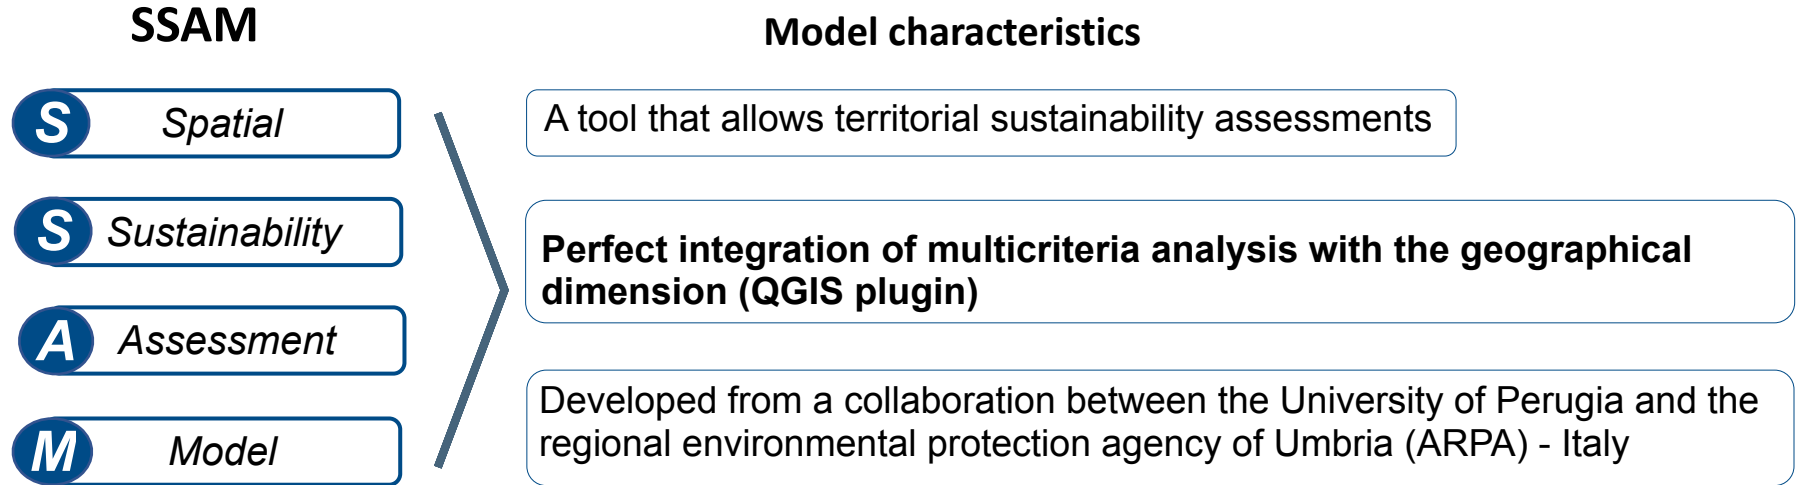 SSAM
Model characteristics
S Spatial
S Sustainability
A Assessment
M Model
A tool that allows territorial sustainability assessments
Perfect integration of multicriteria analysis with the geographical
dimension (QGIS plugin)
Developed from a collaboration between the University of Perugia and the
regional environmental protection agency of Umbria (ARPA) - Italy